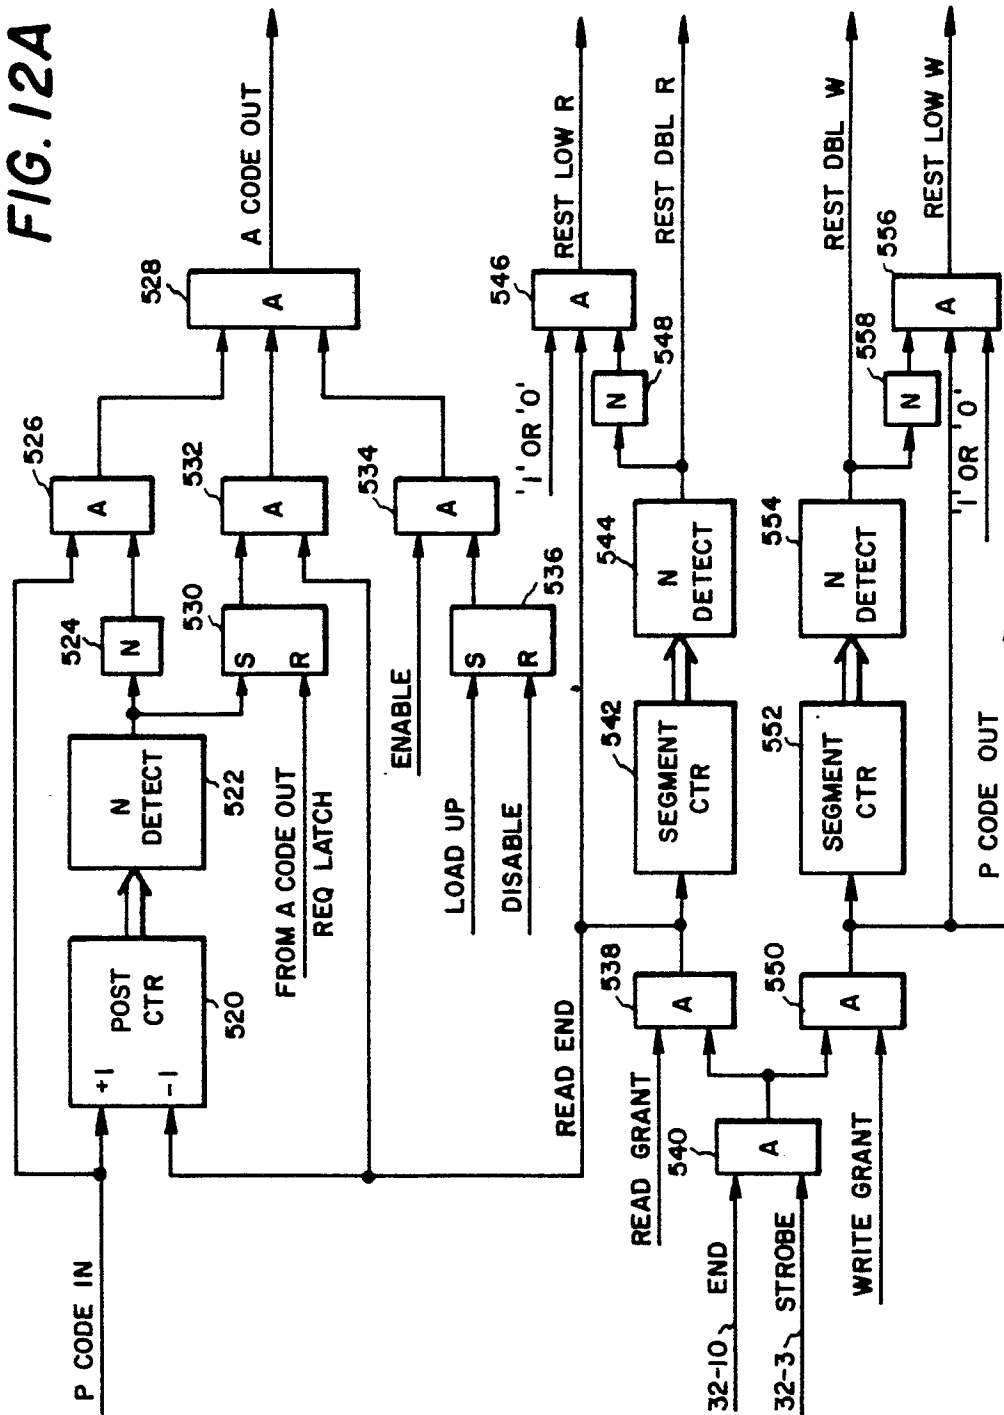 FIG. 12A
P CODE IN
+1
-1
POST
CTR
520
N
DETECT
522
524
N
526
A
528
A
A CODE OUT
530
S
R
532
A
FROM A CODE OUT
REQ LATCH
534
A
ENABLE
536
S
R
LOAD UP
DISABLE
READ END
READ GRANT
538
A
540
A
32-10
END
32-3
STROBE
542
SEGMENT
CTR
544
N
DETECT
546
A
'1' OR '0'
548
N
REST LOW R
REST DBL R
WRITE GRANT
550
A
552
SEGMENT
CTR
554
N
DETECT
REST DBL W
556
A
558
N
'1' OR '0'
REST LOW W
P CODE OUT